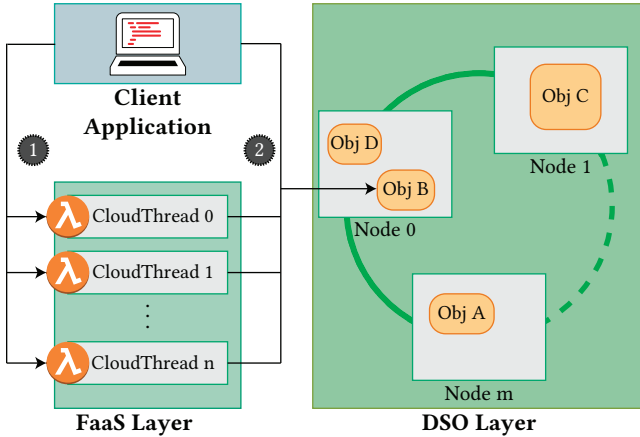 Client
Application
1
2
λ CloudThread 0
λ CloudThread 1
⋮
λ CloudThread n
FaaS Layer
Obj C
Node 1
Obj D
Obj B
Node 0
Obj A
Node m
DSO Layer